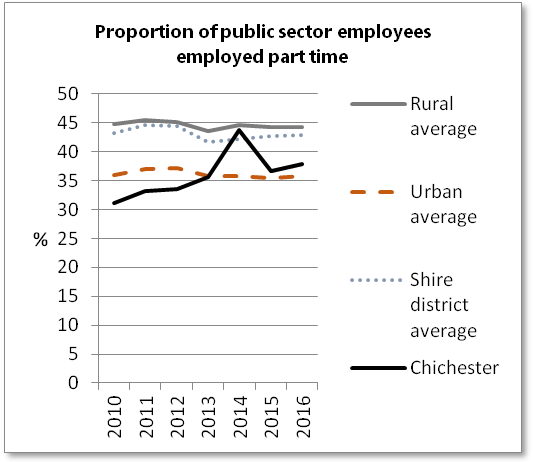 Proportion of public sector employees
employed part time
50
45
40
35
30
25
20
15
10
5
0
%
2010
2011
2012
2013
2014
2015
2016
Rural
average
Urban
average
Shire
district
average
Chichester